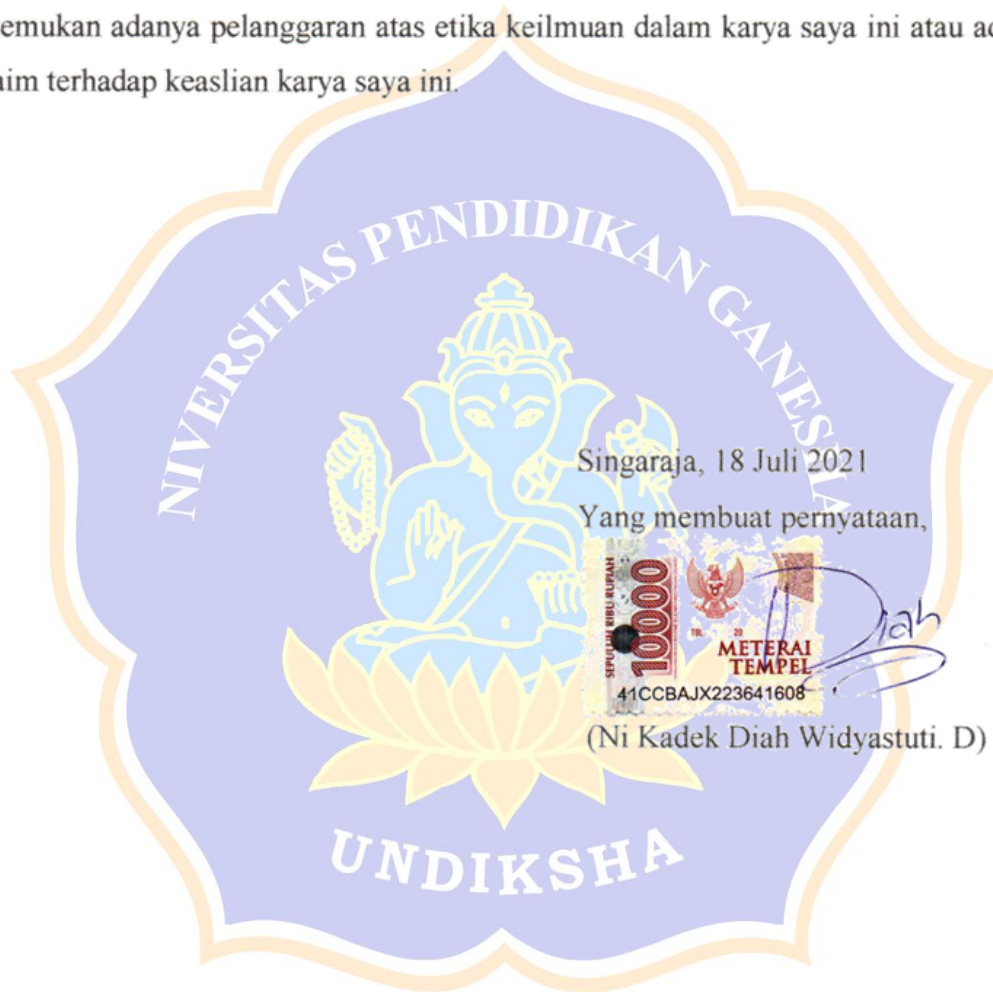 emukan adanya pelanggaran atas etika keilmuan dalam karya saya ini atau
aim terhadap keaslian karya saya ini.
NIVERSITAS PENDIDIKAN GANESHA
Singaraja, 18 Juli 2021
Yang membuat pernyataan,
SEPULUH RIBU RUPIAH
10000
TGL. 20
METERAI
TEMPEL
Diah
41CCBAJX223641608
(Ni Kadek Diah Widyastuti. D)
UNDIKSHA